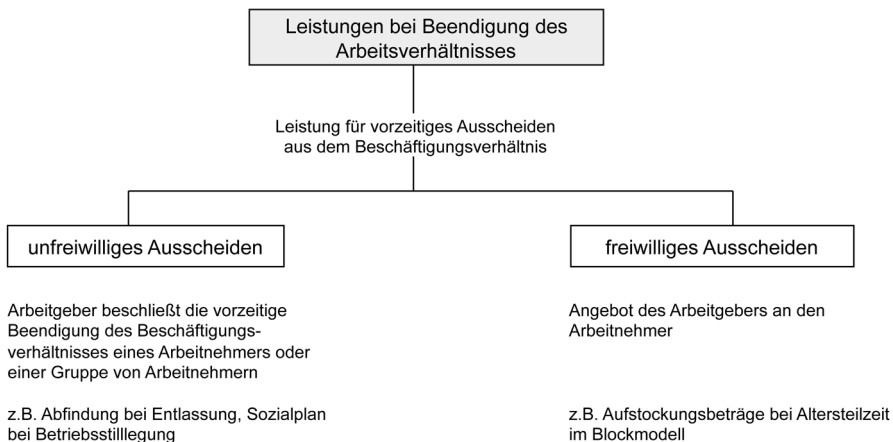 Leistungen bei Beendigung des
Arbeitsverhältnisses
Leistung für vorzeitiges Ausscheiden
aus dem Beschäftigungsverhältnis
unfreiwilliges Ausscheiden
Arbeitgeber beschließt die vorzeitige
Beendigung des Beschäftigungs-
verhältnisses eines Arbeitnehmers oder
einer Gruppe von Arbeitnehmern
z.B. Abfindung bei Entlassung, Sozialplan
bei Betriebsstilllegung
freiwilliges Ausscheiden
Angebot des Arbeitgebers an den
Arbeitnehmer
z.B. Aufstockungsbeträge bei Altersteilzeit
im Blockmodell